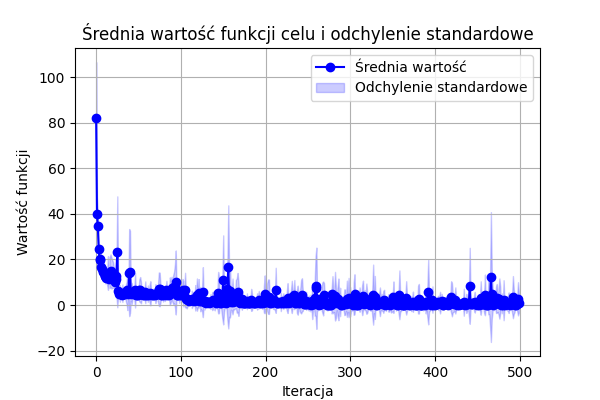 Średnia wartość funkcji celu i odchylenie standardowe
Średnia wartość
Odchylenie standardowe
Wartość funkcji
100
80
60
40
20
0
−20
0 100 200 300 400 500
Iteracja